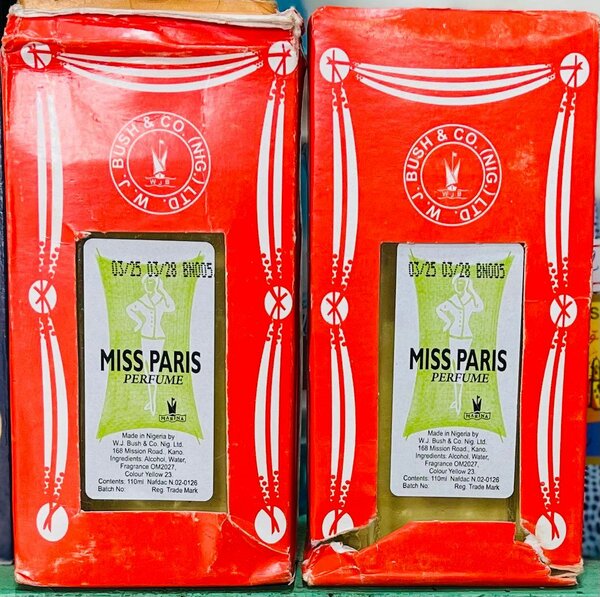 W. J. BUSH & CO. (NIG.) LTD.
W J B
03/25 03/28 BN005
MISS PARIS
PERFUME
MARINA
Made in Nigeria by
W.J. Bush & Co. Nig. Ltd.
168 Mission Road., Kano.
Ingredients: Alcohol, Water,
Fragrance OM2027,
Colour Yellow 23.
Contents: 110ml Nafdac N.02-0126
Batch No: Reg. Trade Mark
W. J. BUSH & CO. (NIG.) LTD.
W J B
03/25 03/28 BN005
MISS PARIS
PERFUME
MARINA
Made in Nigeria by
W.J. Bush & Co. Nig. Ltd.
168 Mission Road., Kano.
Ingredients: Alcohol, Water,
Fragrance OM2027,
Colour Yellow 23.
Contents: 110ml Nafdac N.02-0126
Batch No: Reg. Trade Mark